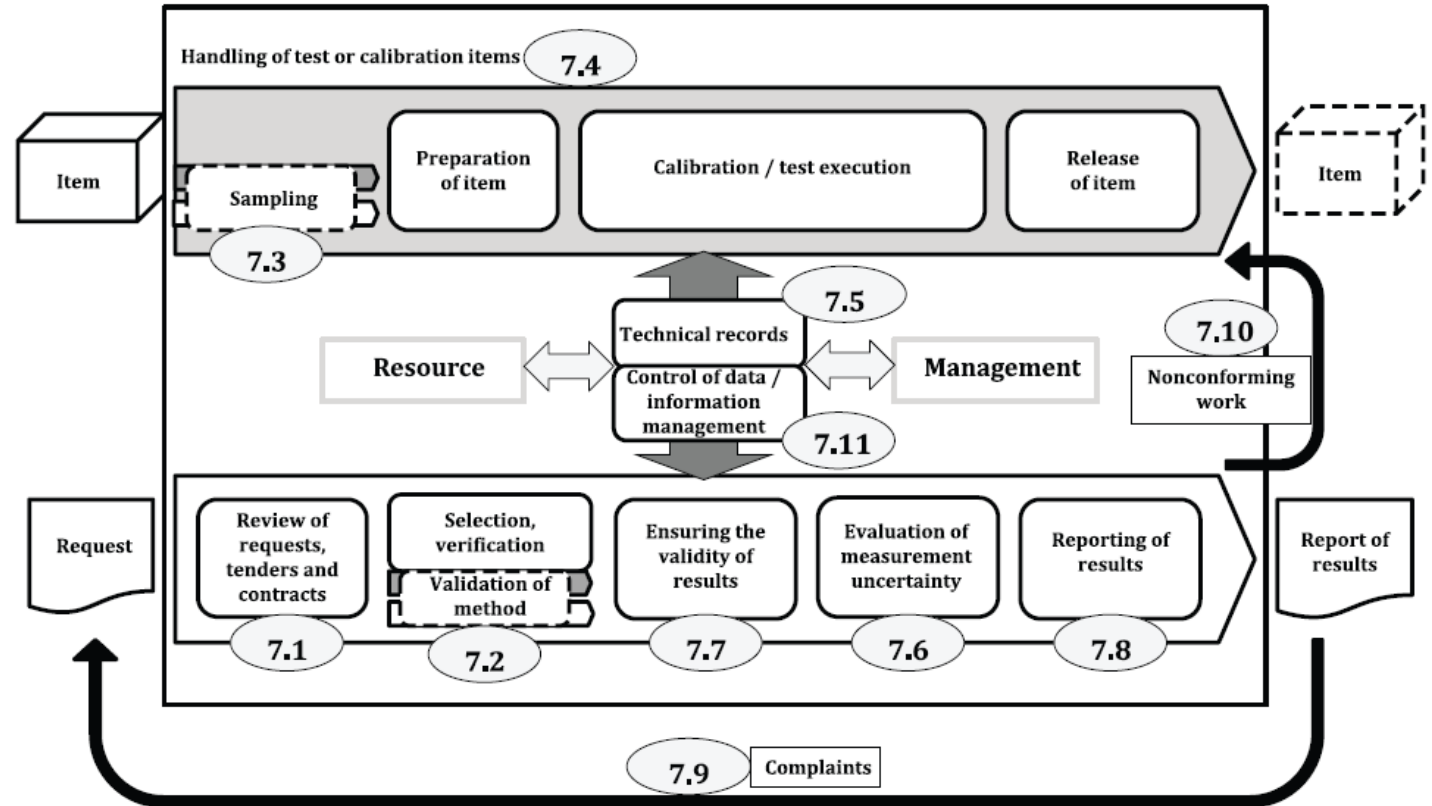 Handling of test or calibration items
7.4
Item
Sampling
7.3
Preparation
of item
Calibration / test execution
Release
of item
Item
7.5
Technical records
Resource
Management
Control of data /
information
management
7.11
7.10
Nonconforming
work
Request
Review of
requests,
tenders and
contracts
7.1
Selection,
verification
Validation of
method
7.2
Ensuring the
validity of
results
7.7
Evaluation of
measurement
uncertainty
7.6
Reporting of
results
7.8
Report of
results
7.9
Complaints